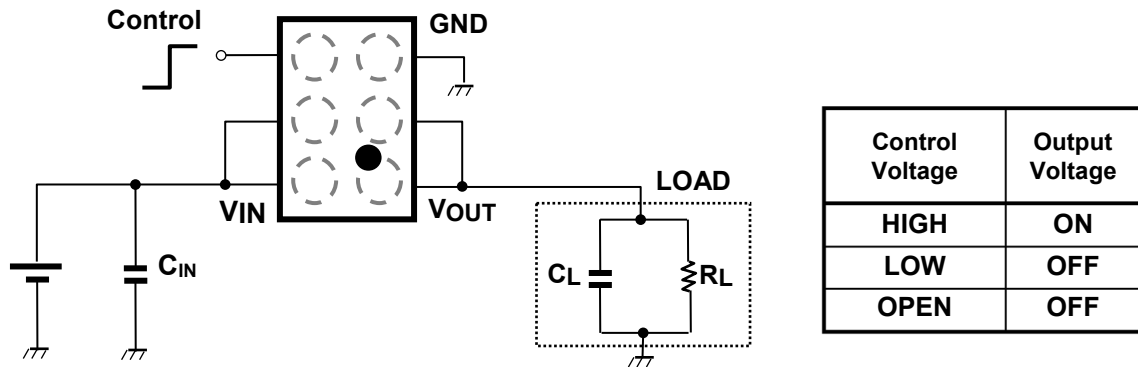 Control
GND
VIN
VOUT
LOAD
CIN
CL
RL
Control Voltage
Output Voltage
HIGH
ON
LOW
OFF
OPEN
OFF